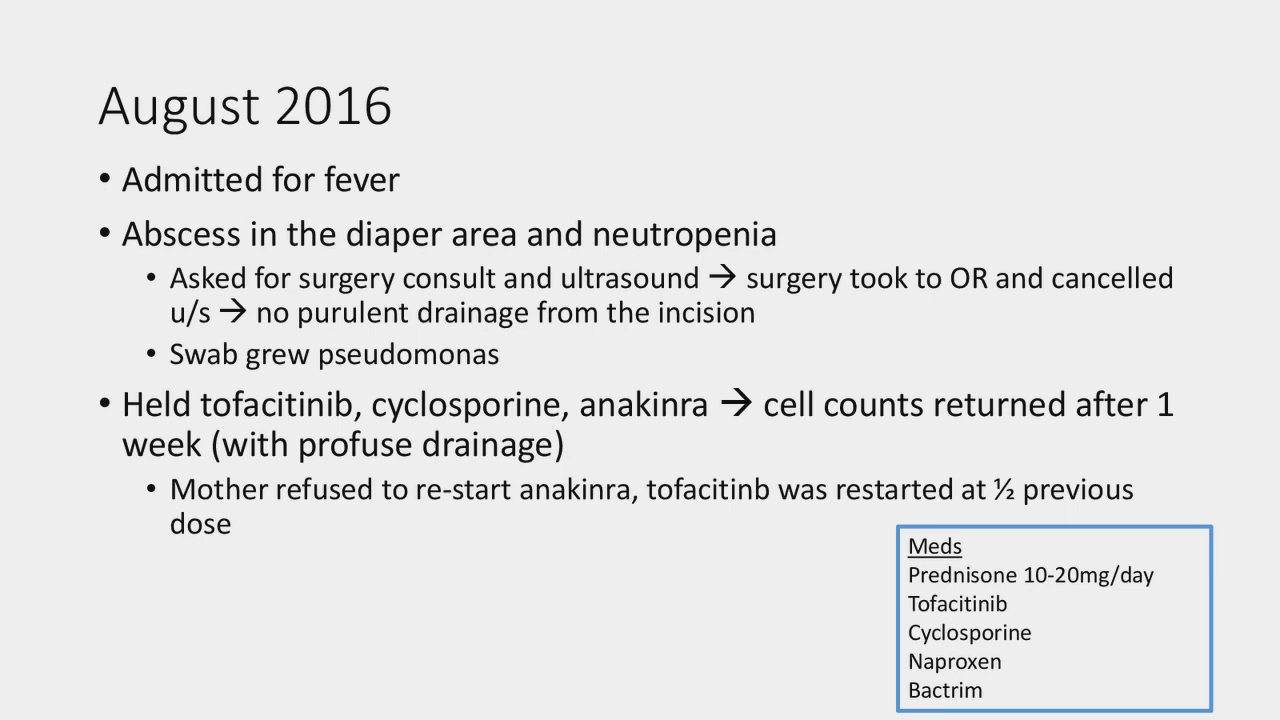 August 2016
• Admitted for fever
• Abscess in the diaper area and neutropenia
• Asked for surgery consult and ultrasound → surgery took to OR and cancelled
u/s → no purulent drainage from the incision
• Swab grew pseudomonas
• Held tofacitinib, cyclosporine, anakinra → cell counts returned after 1
week (with profuse drainage)
• Mother refused to re-start anakinra, tofacitinb was restarted at ½ previous
dose
Meds
Prednisone 10-20mg/day
Tofacitinib
Cyclosporine
Naproxen
Bactrim